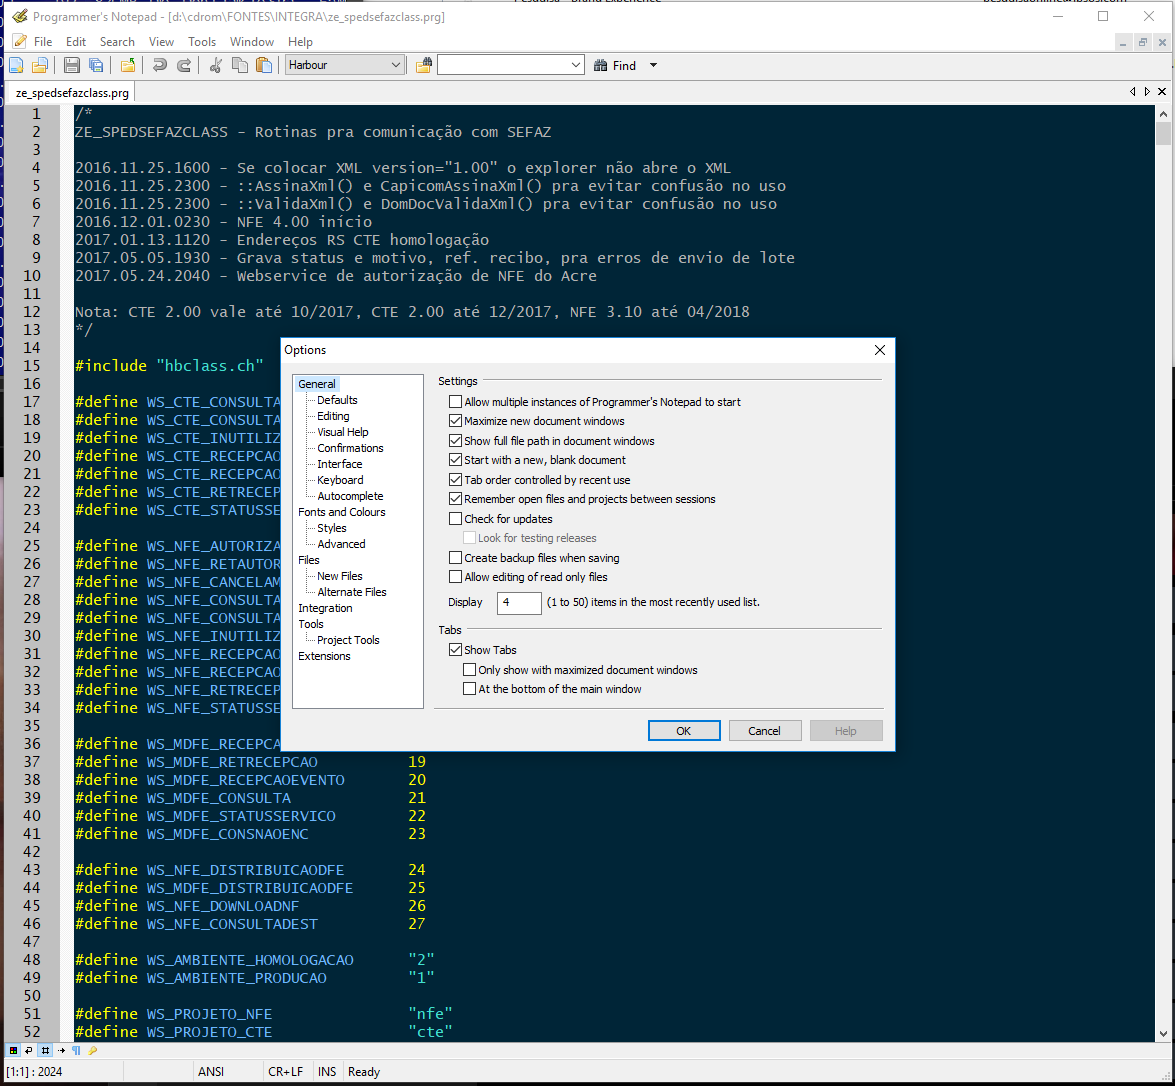 Programmer's Notepad - [d:\cdrom\FONTES\INTEGRA\ze_spedsefazclass.prg]
File Edit Search View Tools Window Help
Harbour Find
ze_spedsefazclass.prg
1 /*
2 ZE_SPEDSEFAZCLASS - Rotinas pra comunicação com SEFAZ
3
4 2016.11.25.1600 - Se colocar XML version="1.00" o explorer não abre o XML
5 2016.11.25.2300 - ::AssinaXml() e CapicomAssinaXml() pra evitar confusão no uso
6 2016.11.25.2300 - ::ValidaXml() e DomDocValidaXml() pra evitar confusão no uso
7 2016.12.01.0230 - NFE 4.00 início
8 2017.01.13.1120 - Endereços RS CTE homologação
9 2017.05.05.1930 - Grava status e motivo, ref. recibo, pra erros de envio de lote
10 2017.05.24.2040 - Webservice de autorização de NFE do Acre
11
12 Nota: CTE 2.00 vale até 10/2017, CTE 2.00 até 12/2017, NFE 3.10 até 04/2018
13 */
14
15 #include "hbclass.ch"
16
17 #define WS_CTE_CONSULTA
18 #define WS_CTE_CONSULTA
19 #define WS_CTE_INUTILIZ
20 #define WS_CTE_RECEPCAO
21 #define WS_CTE_RECEPCAO
22 #define WS_CTE_RETRECEP
23 #define WS_CTE_STATUSSE
24
25 #define WS_NFE_AUTORIZA
26 #define WS_NFE_RETAUTOR
27 #define WS_NFE_CANCELAM
28 #define WS_NFE_CONSULTA
29 #define WS_NFE_CONSULTA
30 #define WS_NFE_INUTILIZ
31 #define WS_NFE_RECEPCAO
32 #define WS_NFE_RECEPCAO
33 #define WS_NFE_RETRECEP
34 #define WS_NFE_STATUSSE
35
36 #define WS_MDFE_RECEPCA
37 #define WS_MDFE_RETRECEPCAO 19
38 #define WS_MDFE_RECEPCAOEVENTO 20
39 #define WS_MDFE_CONSULTA 21
40 #define WS_MDFE_STATUSSERVICO 22
41 #define WS_MDFE_CONSNAOENC 23
42
43 #define WS_NFE_DISTRIBUICAODFE 24
44 #define WS_MDFE_DISTRIBUICAODFE 25
45 #define WS_NFE_DOWNLOADNF 26
46 #define WS_NFE_CONSULTADEST 27
47
48 #define WS_AMBIENTE_HOMOLOGACAO "2"
49 #define WS_AMBIENTE_PRODUCAO "1"
50
51 #define WS_PROJETO_NFE "nfe"
52 #define WS_PROJETO_CTE "cte"
Options
General
Defaults
Editing
Visual Help
Confirmations
Interface
Keyboard
Autocomplete
Fonts and Colours
Styles
Advanced
Files
New Files
Alternate Files
Integration
Tools
Project Tools
Extensions
Settings
Allow multiple instances of Programmer's Notepad to start
Maximize new document windows
Show full file path in document windows
Start with a new, blank document
Tab order controlled by recent use
Remember open files and projects between sessions
Check for updates
Look for testing releases
Create backup files when saving
Allow editing of read only files
Display 4 (1 to 50) items in the most recently used list.
Tabs
Show Tabs
Only show with maximized document windows
At the bottom of the main window
OK Cancel Help
[1:1] : 2024 ANSI CR+LF INS Ready